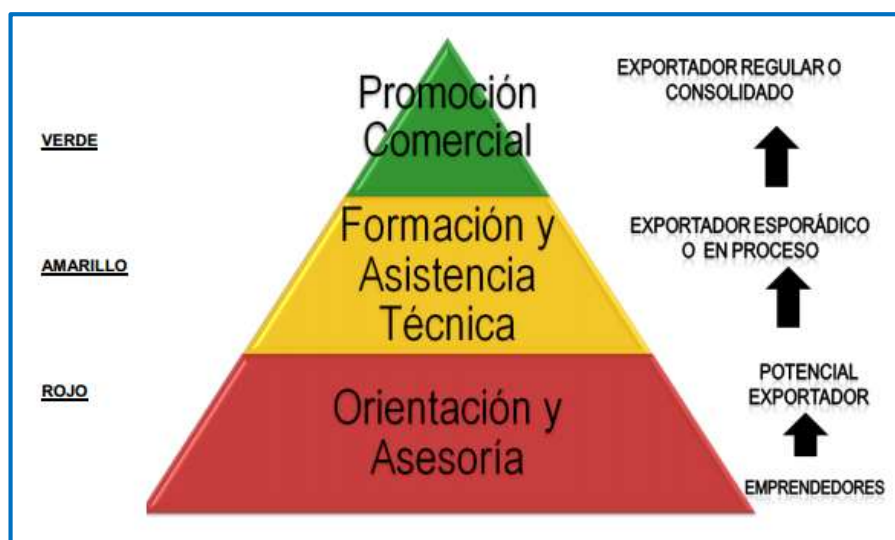 EXPORTADOR REGULAR O
CONSOLIDADO
Promoción
Comercial
VERDE
EXPORTADOR ESPORÁDICO
O EN PROCESO
Formación y
Asistencia
Técnica
AMARILLO
POTENCIAL
EXPORTADOR
ROJO
Orientación y
Asesoría
EMPRENDEDORES